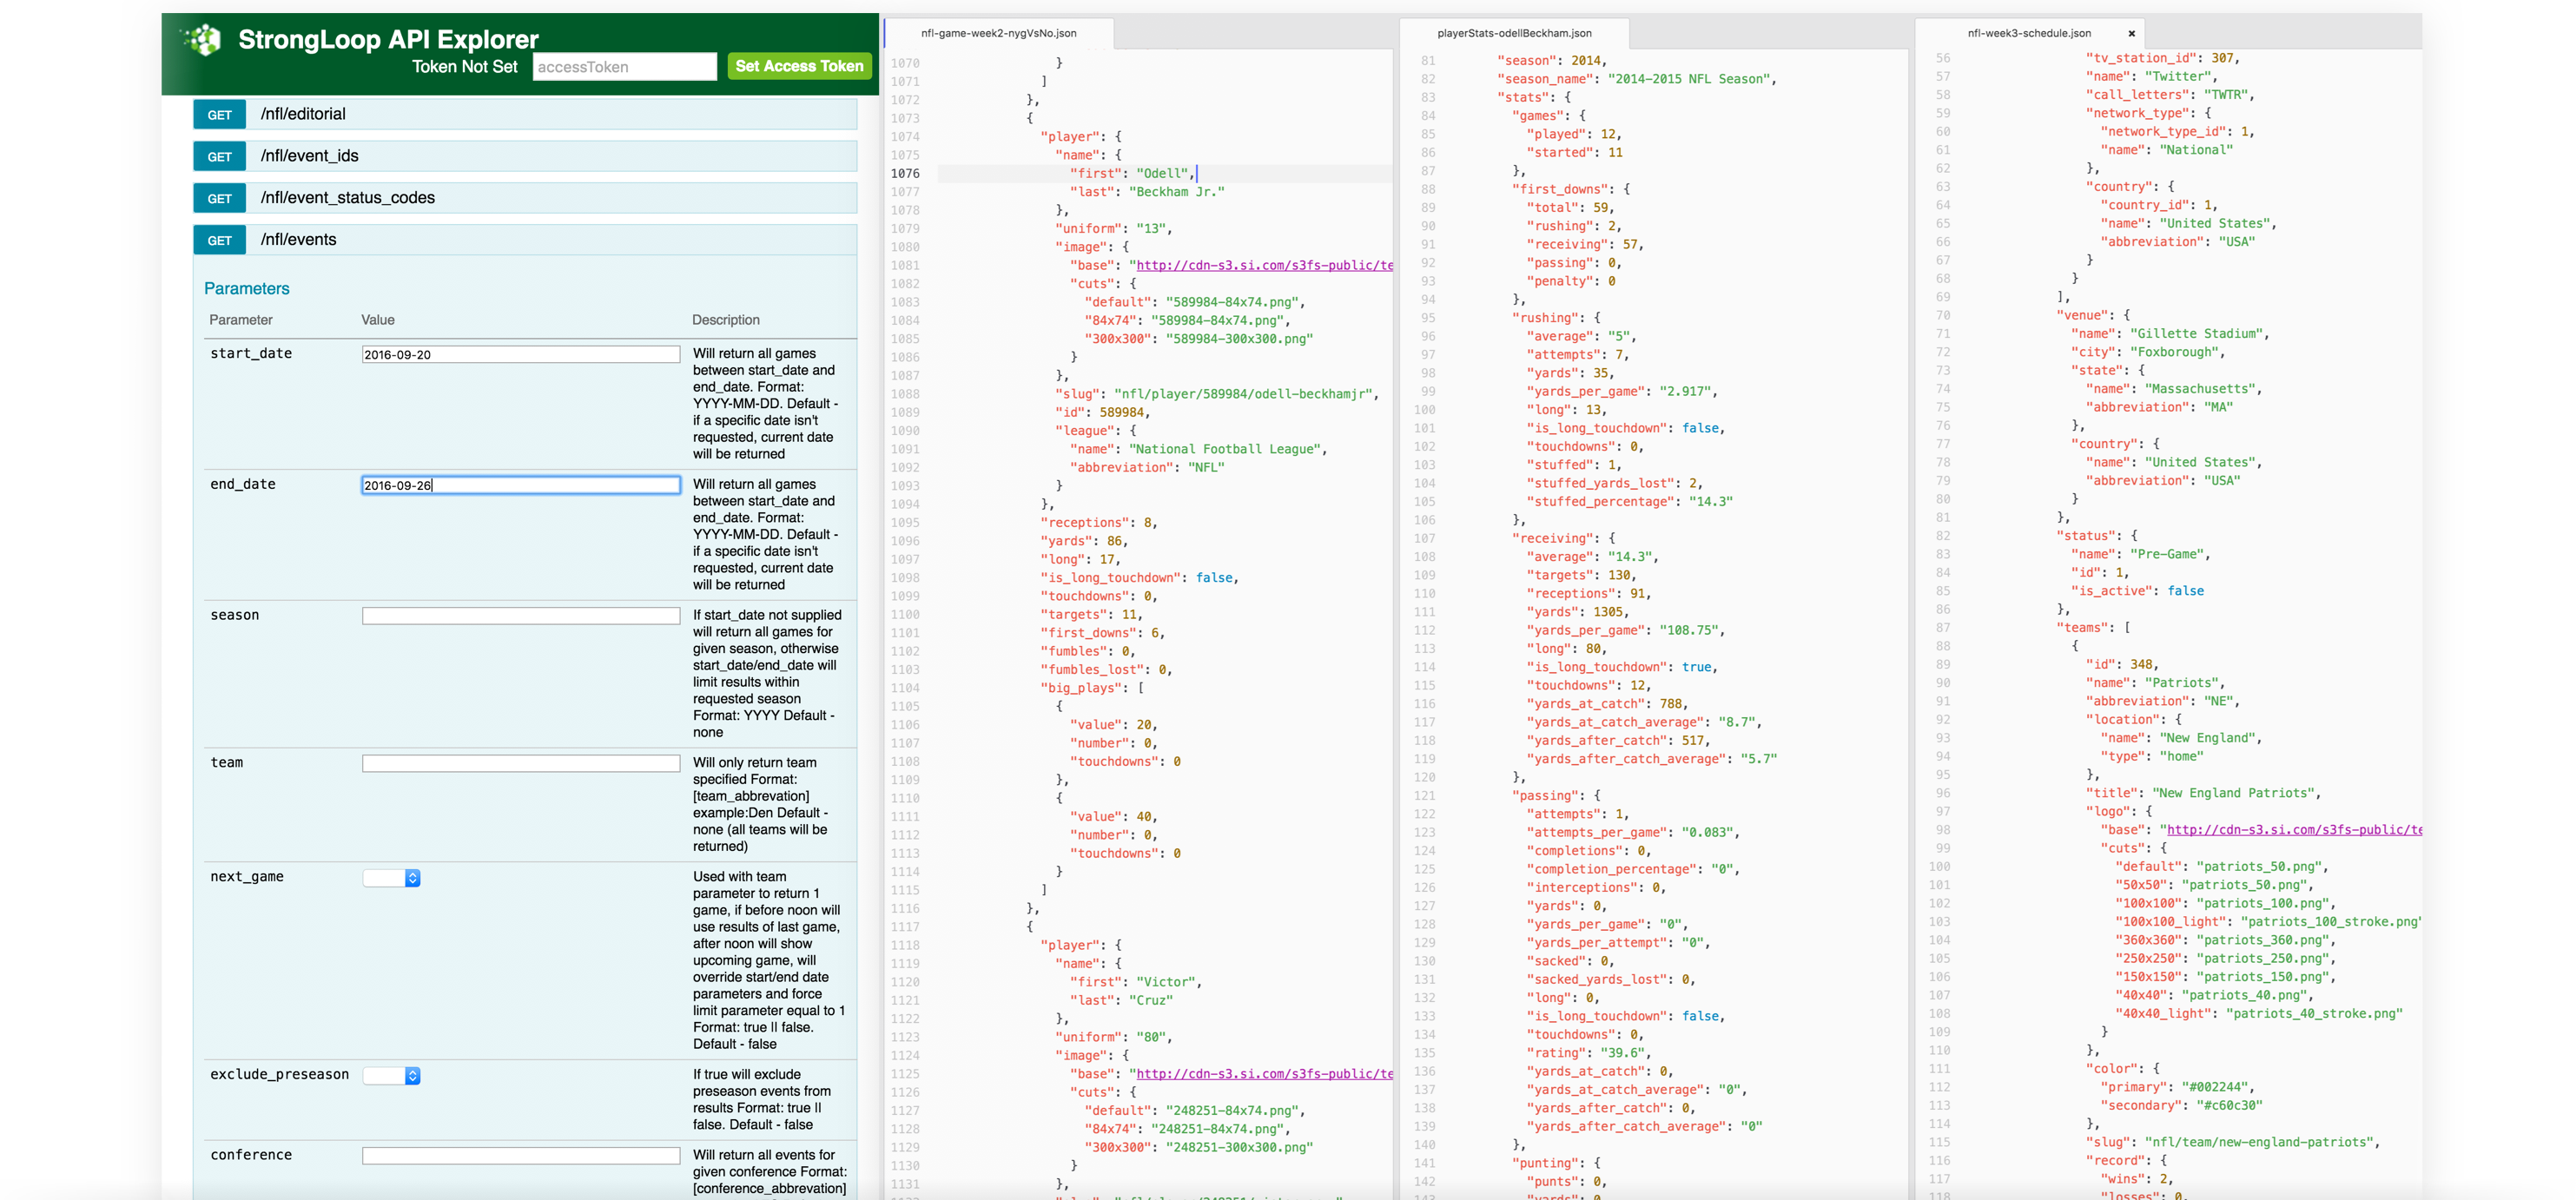 StrongLoop API Explorer
Token Not Set
accessToken
Set Access Token
GET /nfl/editorial
GET /nfl/event_ids
GET /nfl/event_status_codes
GET /nfl/events
Parameters
Parameter Value Description
start_date 2016-09-20 Will return all games
between start_date and
end_date. Format:
YYYY-MM-DD. Default -
if a specific date isn't
requested, current date
will be returned
end_date 2016-09-26 Will return all games
between start_date and
end_date. Format:
YYYY-MM-DD. Default -
if a specific date isn't
requested, current date
will be returned
season If start_date not supplied
will return all games for
given season, otherwise
start_date/end_date will
limit results within
requested season
Format: YYYY Default -
none
team Will only return team
specified Format:
[team_abbrevation]
example:Den Default -
none (all teams will be
returned)
next_game Used with team
parameter to return 1
game, if before noon will
use results of last game,
after noon will show
upcoming game, will
override start/end date
parameters and force
limit parameter equal to 1
Format: true || false.
Default - false
exclude_preseason If true will exclude
preseason events from
results Format: true ||
false. Default - false
conference Will return all events for
given conference Format:
[conference_abbrevation]
nfl-game-week2-nygVsNo.json
1070 }
1071 ]
1072 },
1073 {
1074 "player": {
1075 "name": {
1076 "first": "Odell",
1077 "last": "Beckham Jr."
1078 },
1079 "uniform": "13",
1080 "image": {
1081 "base": "http://cdn-s3.si.com/s3fs-public/te
1082 "cuts": {
1083 "default": "589984-84x74.png",
1084 "84x74": "589984-84x74.png",
1085 "300x300": "589984-300x300.png"
1086 }
1087 },
1088 "slug": "nfl/player/589984/odell-beckhamjr",
1089 "id": 589984,
1090 "league": {
1091 "name": "National Football League",
1092 "abbreviation": "NFL"
1093 }
1094 },
1095 "receptions": 8,
1096 "yards": 86,
1097 "long": 17,
1098 "is_long_touchdown": false,
1099 "touchdowns": 0,
1100 "targets": 11,
1101 "first_downs": 6,
1102 "fumbles": 0,
1103 "fumbles_lost": 0,
1104 "big_plays": [
1105 {
1106 "value": 20,
1107 "number": 0,
1108 "touchdowns": 0
1109 },
1110 {
1111 "value": 40,
1112 "number": 0,
1113 "touchdowns": 0
1114 }
1115 ]
1116 },
1117 {
1118 "player": {
1119 "name": {
1120 "first": "Victor",
1121 "last": "Cruz"
1122 },
1123 "uniform": "80",
1124 "image": {
1125 "base": "http://cdn-s3.si.com/s3fs-public/te
1126 "cuts": {
1127 "default": "248251-84x74.png",
1128 "84x74": "248251-84x74.png",
1129 "300x300": "248251-300x300.png"
1130 }
1131 },
playerStats-odellBeckham.json
81 "season": 2014,
82 "season_name": "2014-2015 NFL Season",
83 "stats": {
84 "games": {
85 "played": 12,
86 "started": 11
87 },
88 "first_downs": {
89 "total": 59,
90 "rushing": 2,
91 "receiving": 57,
92 "passing": 0,
93 "penalty": 0
94 },
95 "rushing": {
96 "average": "5",
97 "attempts": 7,
98 "yards": 35,
99 "yards_per_game": "2.917",
100 "long": 13,
101 "is_long_touchdown": false,
102 "touchdowns": 0,
103 "stuffed": 1,
104 "stuffed_yards_lost": 2,
105 "stuffed_percentage": "14.3"
106 },
107 "receiving": {
108 "average": "14.3",
109 "targets": 130,
110 "receptions": 91,
111 "yards": 1305,
112 "yards_per_game": "108.75",
113 "long": 80,
114 "is_long_touchdown": true,
115 "touchdowns": 12,
116 "yards_at_catch": 788,
117 "yards_at_catch_average": "8.7",
118 "yards_after_catch": 517,
119 "yards_after_catch_average": "5.7"
120 },
121 "passing": {
122 "attempts": 1,
123 "attempts_per_game": "0.083",
124 "completions": 0,
125 "completion_percentage": "0",
126 "interceptions": 0,
127 "yards": 0,
128 "yards_per_game": "0",
129 "yards_per_attempt": "0",
130 "sacked": 0,
131 "sacked_yards_lost": 0,
132 "long": 0,
133 "is_long_touchdown": false,
134 "touchdowns": 0,
135 "rating": "39.6",
136 "yards_at_catch": 0,
137 "yards_at_catch_average": "0",
138 "yards_after_catch": 0,
139 "yards_after_catch_average": "0"
140 },
141 "punting": {
142 "punts": 0,
nfl-week3-schedule.json ×
56 "tv_station_id": 307,
57 "name": "Twitter",
58 "call_letters": "TWTR",
59 "network_type": {
60 "network_type_id": 1,
61 "name": "National"
62 },
63 "country": {
64 "country_id": 1,
65 "name": "United States",
66 "abbreviation": "USA"
67 }
68 }
69 ],
70 "venue": {
71 "name": "Gillette Stadium",
72 "city": "Foxborough",
73 "state": {
74 "name": "Massachusetts",
75 "abbreviation": "MA"
76 },
77 "country": {
78 "name": "United States",
79 "abbreviation": "USA"
80 }
81 },
82 "status": {
83 "name": "Pre-Game",
84 "id": 1,
85 "is_active": false
86 },
87 "teams": [
88 {
89 "id": 348,
90 "name": "Patriots",
91 "abbreviation": "NE",
92 "location": {
93 "name": "New England",
94 "type": "home"
95 },
96 "title": "New England Patriots",
97 "logo": {
98 "base": "http://cdn-s3.si.com/s3fs-public/te
99 "cuts": {
100 "default": "patriots_50.png",
101 "50x50": "patriots_50.png",
102 "100x100": "patriots_100.png",
103 "100x100_light": "patriots_100_stroke.png"
104 "360x360": "patriots_360.png",
105 "250x250": "patriots_250.png",
106 "150x150": "patriots_150.png",
107 "40x40": "patriots_40.png",
108 "40x40_light": "patriots_40_stroke.png"
109 }
110 },
111 "color": {
112 "primary": "#002244",
113 "secondary": "#c60c30"
114 },
115 "slug": "nfl/team/new-england-patriots",
116 "record": {
117 "wins": 2,
118 "losses": 0,